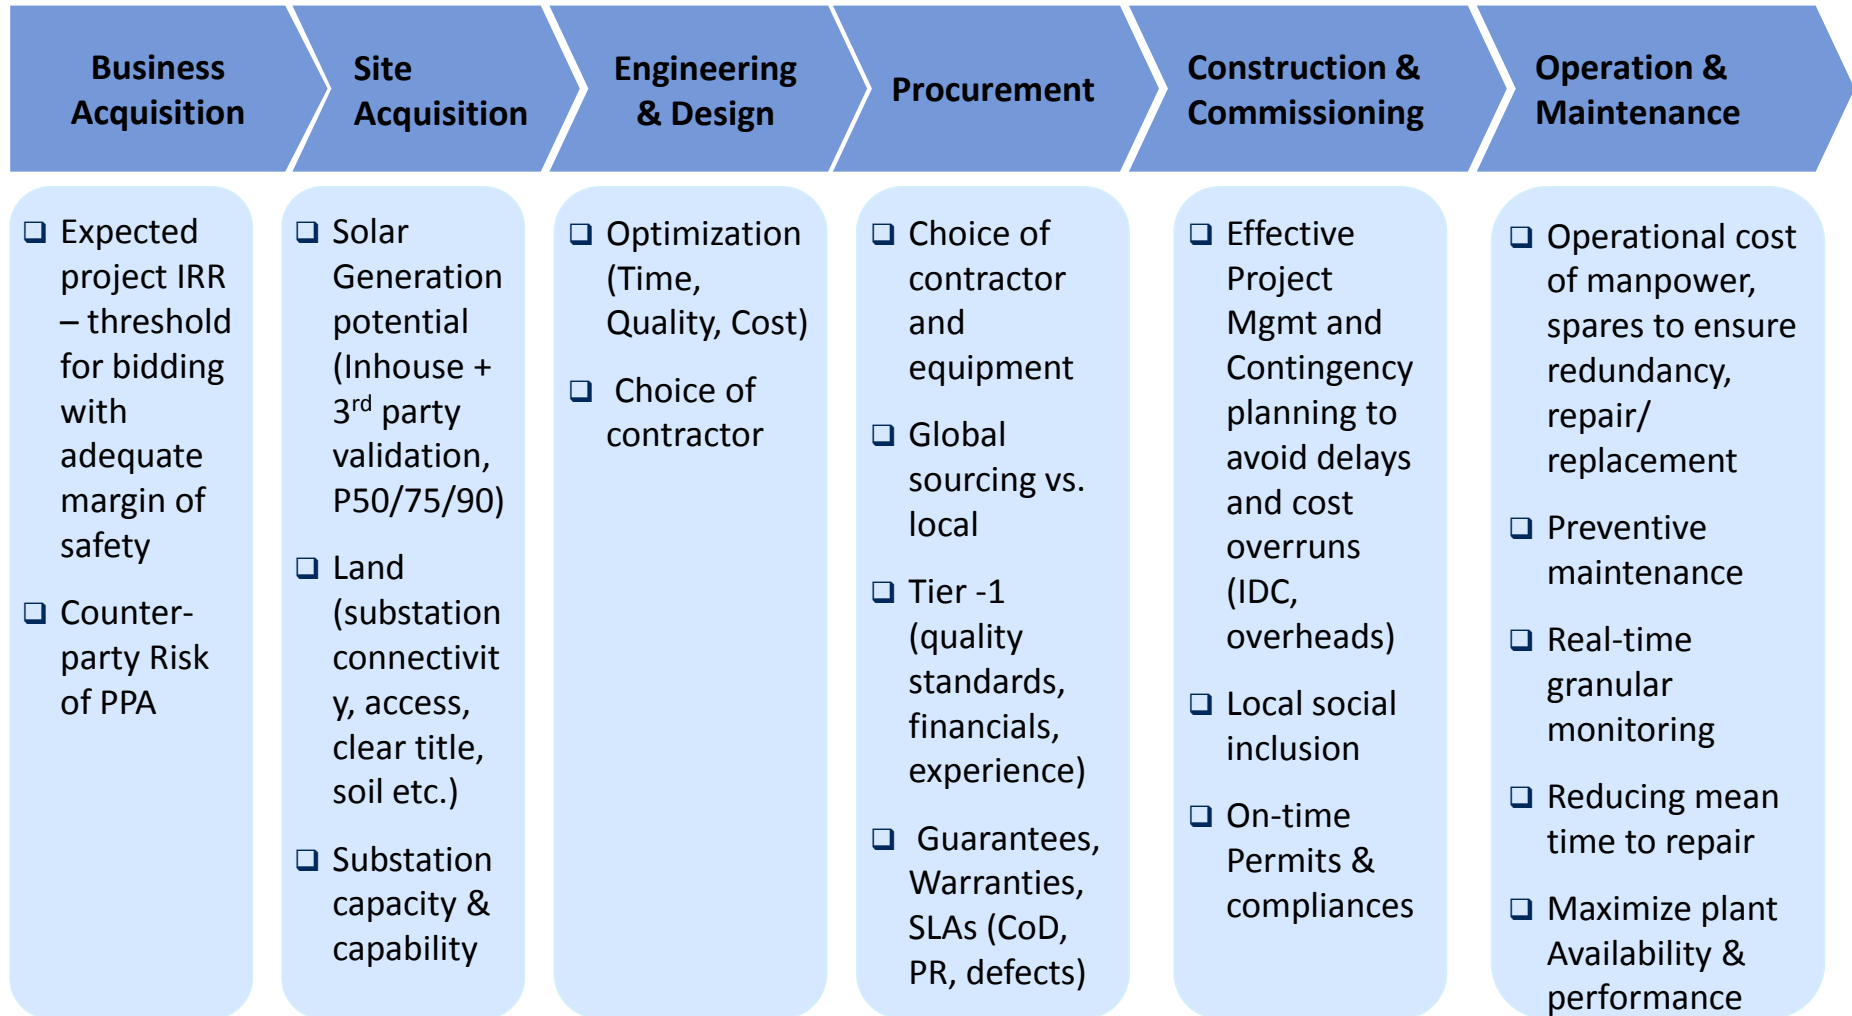 Business
Acquisition
Site
Acquisition
Engineering
& Design
Procurement
Construction &
Commissioning
Operation &
Maintenance
❑ Expected
project IRR
– threshold
for bidding
with
adequate
margin of
safety
❑ Counter-
party Risk
of PPA
❑ Solar
Generation
potential
(Inhouse +
3rd party
validation,
P50/75/90)
❑ Land
(substation
connectivit
y, access,
clear title,
soil etc.)
❑ Substation
capacity &
capability
❑ Optimization
(Time,
Quality, Cost)
❑ Choice of
contractor
❑ Choice of
contractor
and
equipment
❑ Global
sourcing vs.
local
❑ Tier -1
(quality
standards,
financials,
experience)
❑ Guarantees,
Warranties,
SLAs (CoD,
PR, defects)
❑ Effective
Project
Mgmt and
Contingency
planning to
avoid delays
and cost
overruns
(IDC,
overheads)
❑ Local social
inclusion
❑ On-time
Permits &
compliances
❑ Operational cost
of manpower,
spares to ensure
redundancy,
repair/
replacement
❑ Preventive
maintenance
❑ Real-time
granular
monitoring
❑ Reducing mean
time to repair
❑ Maximize plant
Availability &
performance